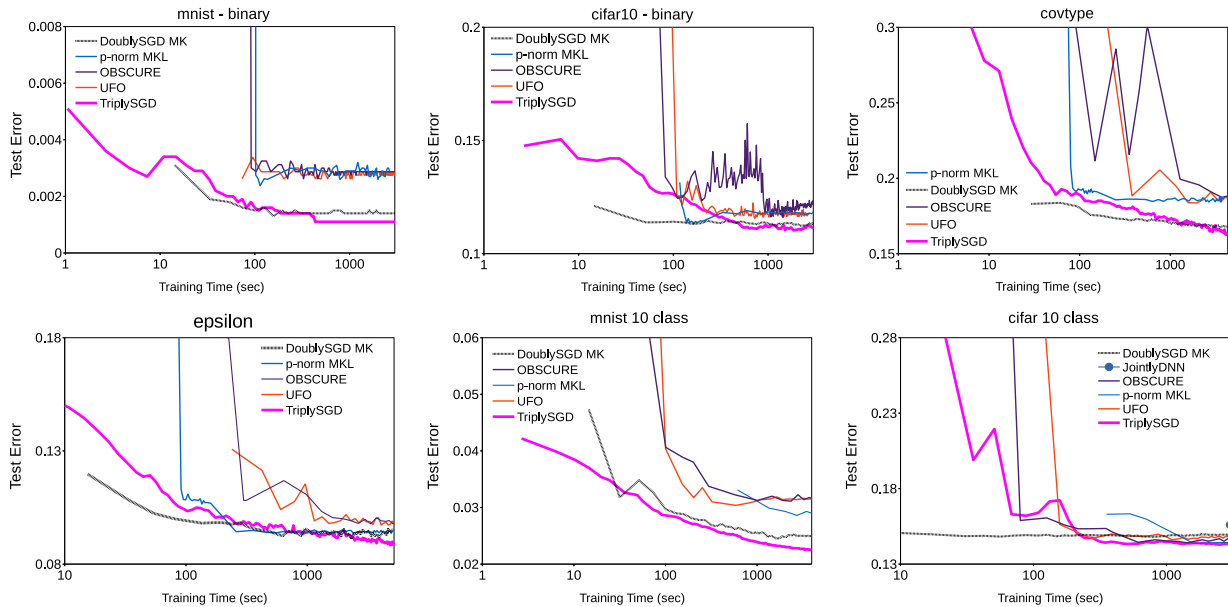 mnist - binary
0.008
0.006
0.004
0.002
0
Test Error
DoublySGD MK
p-norm MKL
OBSCURE
UFO
TriplySGD
1
10
100
1000
Training Time (sec)
cifar10 - binary
0.2
0.15
0.1
Test Error
DoublySGD MK
p-norm MKL
OBSCURE
UFO
TriplySGD
1
10
100
1000
Training Time (sec)
covtype
0.3
0.25
0.2
0.15
Test Error
p-norm MKL
DoublySGD MK
OBSCURE
UFO
TriplySGD
1
10
100
1000
Training Time (sec)
epsilon
0.18
0.13
0.08
Test Error
DoublySGD MK
p-norm MKL
OBSCURE
UFO
TriplySGD
10
100
1000
Training Time (sec)
mnist 10 class
0.06
0.05
0.04
0.03
0.02
Test Error
DoublySGD MK
OBSCURE
p-norm MKL
UFO
TriplySGD
1
10
100
1000
Training Time (sec)
cifar 10 class
0.28
0.23
0.18
0.13
Test Error
DoublySGD MK
JointlyDNN
OBSCURE
p-norm MKL
UFO
TriplySGD
10
100
1000
Training Time (sec)